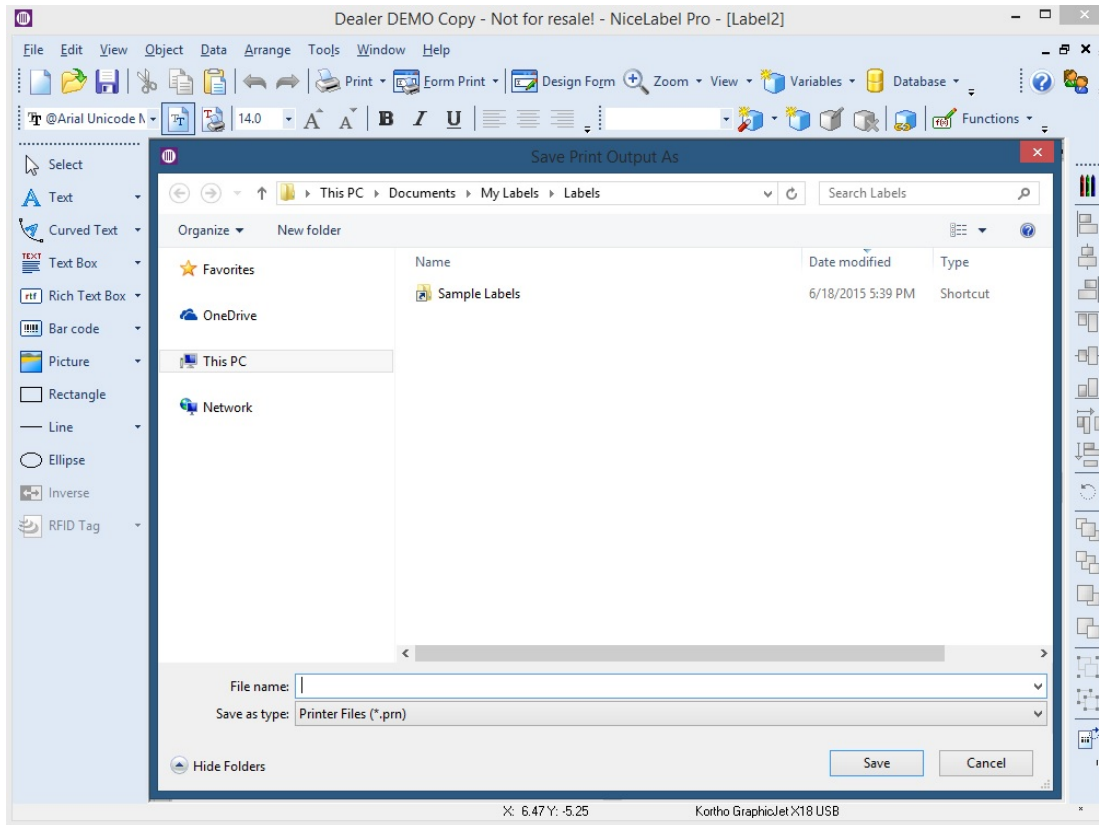 Dealer DEMO Copy - Not for resale! - NiceLabel Pro - [Label2]
File Edit View Object Data Arrange Tools Window Help
Print Form Print Design Form Zoom View Variables Database
@Arial Unicode 14.0 A A B I U Functions
Select
Text
Curved Text
TEXT Text Box
rtf Rich Text Box
Bar code
Picture
Rectangle
Line
Ellipse
Inverse
RFID Tag
Save Print Output As
This PC Documents My Labels Labels
Search Labels
Organize New folder
Favorites
OneDrive
This PC
Network
Name Date modified Type
Sample Labels 6/18/2015 5:39 PM Shortcut
File name:
Save as type: Printer Files (*.prn)
Hide Folders Save Cancel
X: 6.47 Y: -5.25 Kortho GraphicJet X18 USB *